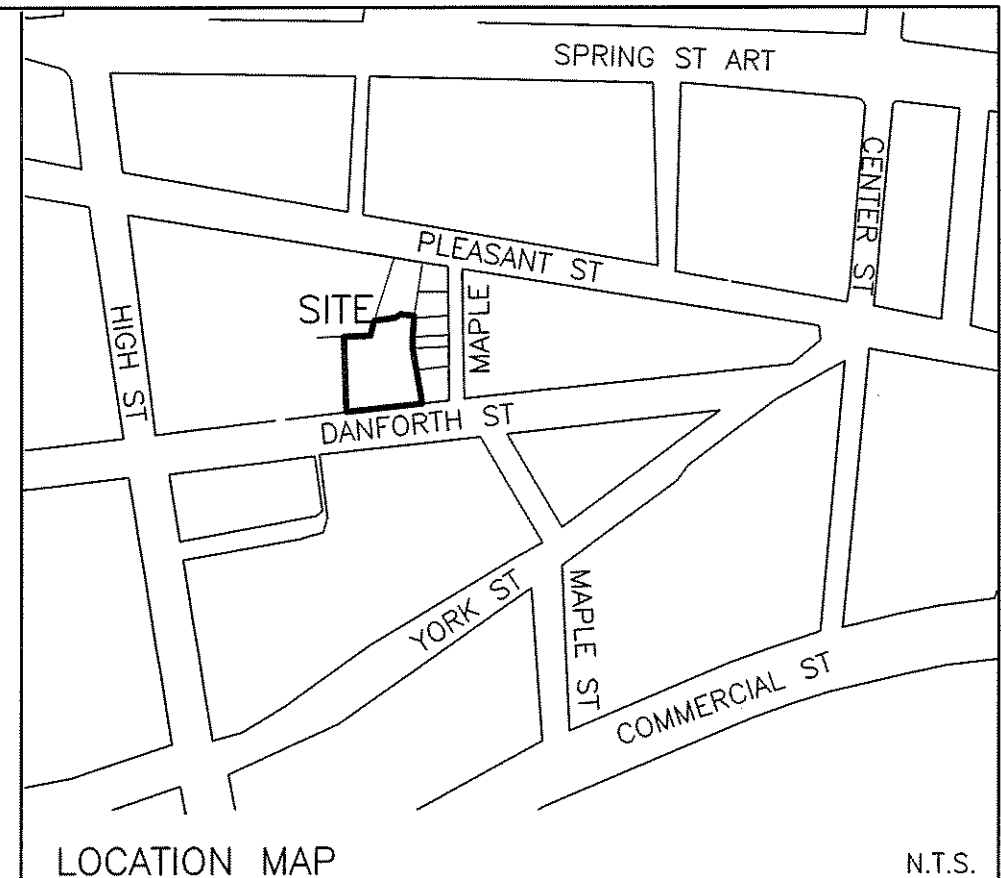 SPRING ST ART
CENTER ST
PLEASANT ST
SITE
MAPLE
HIGH ST
DANFORTH ST
YORK ST
MAPLE ST
COMMERCIAL ST
LOCATION MAP
N.T.S.